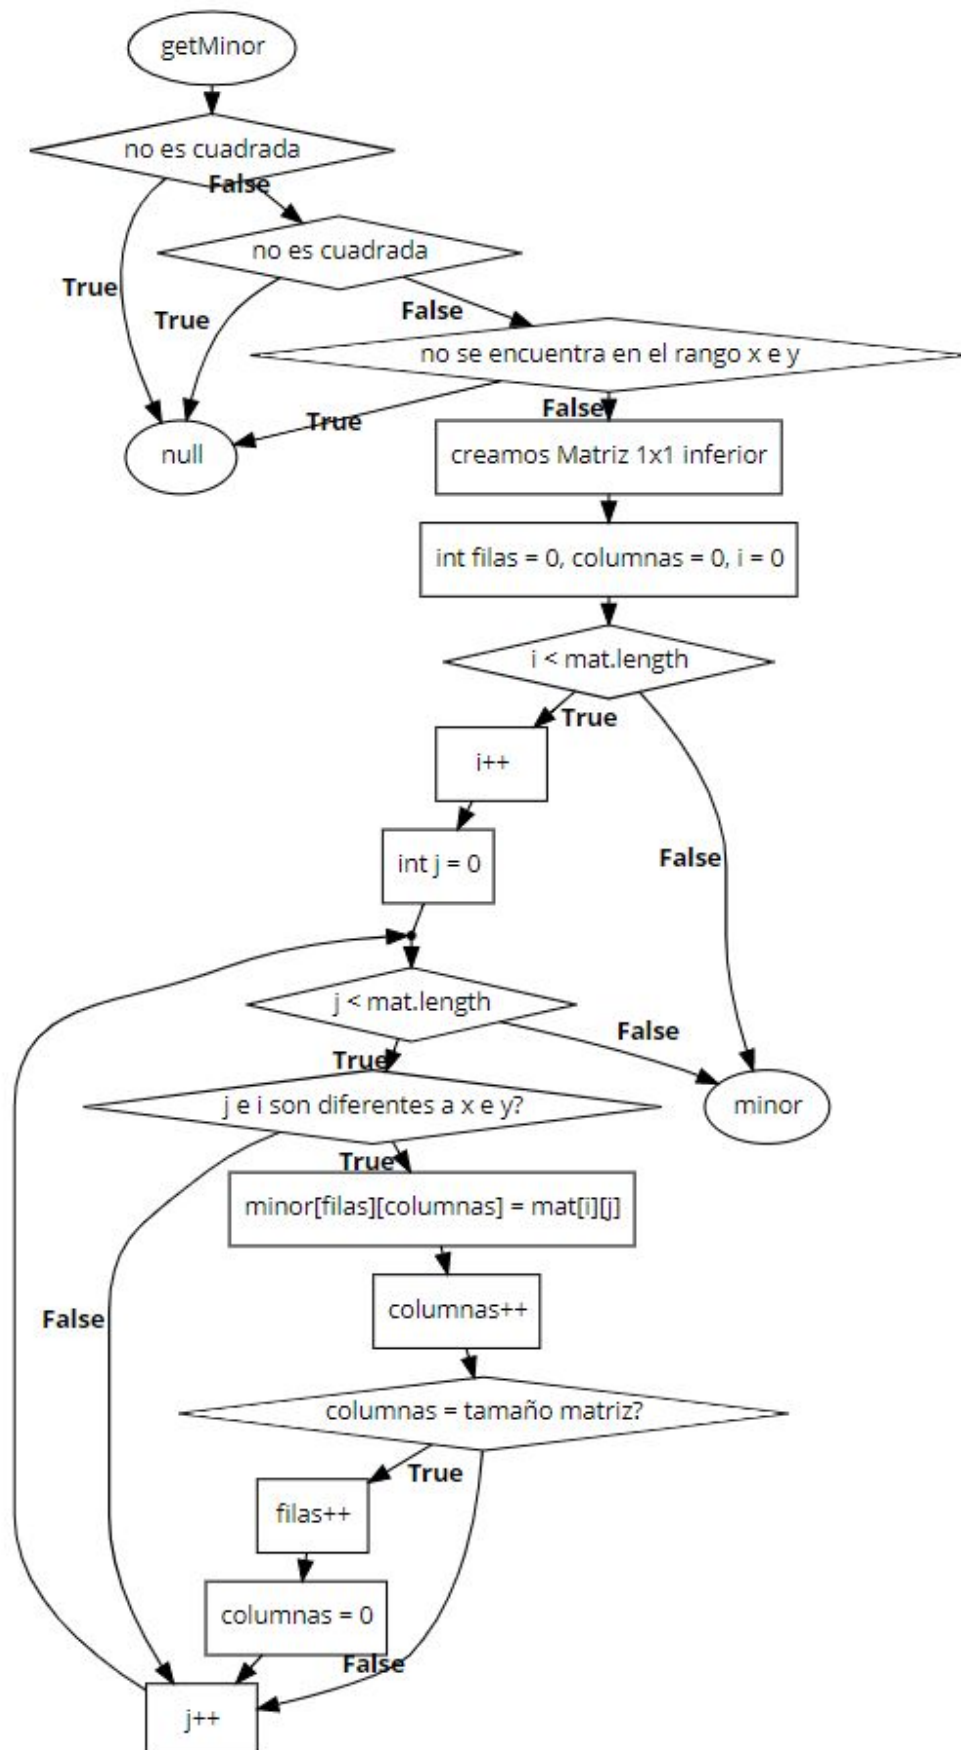 getMinor
no es cuadrada
False
no es cuadrada
True
True
False
no se encuentra en el rango x e y
True
False
null
creamos Matriz 1x1 inferior
int filas = 0, columnas = 0, i = 0
i < mat.length
True
i++
False
int j = 0
j < mat.length
False
True
j e i son diferentes a x e y?
minor
True
minor[filas][columnas] = mat[i][j]
False
columnas++
columnas = tamaño matriz?
True
filas++
columnas = 0
False
j++